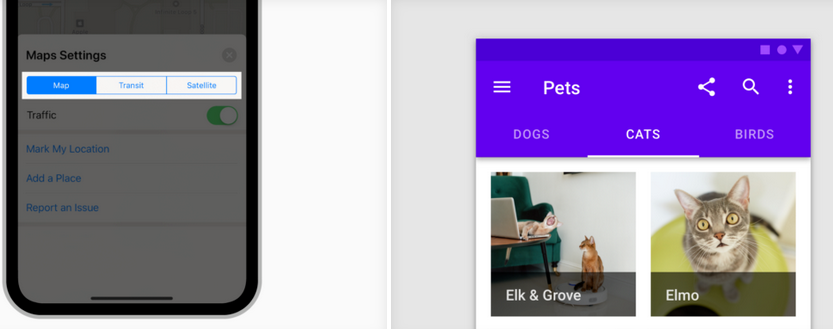 Maps Settings
Map Transit Satellite
Traffic
Mark My Location
Add a Place
Report an Issue
Pets
DOGS CATS BIRDS
Elk & Grove
Elmo